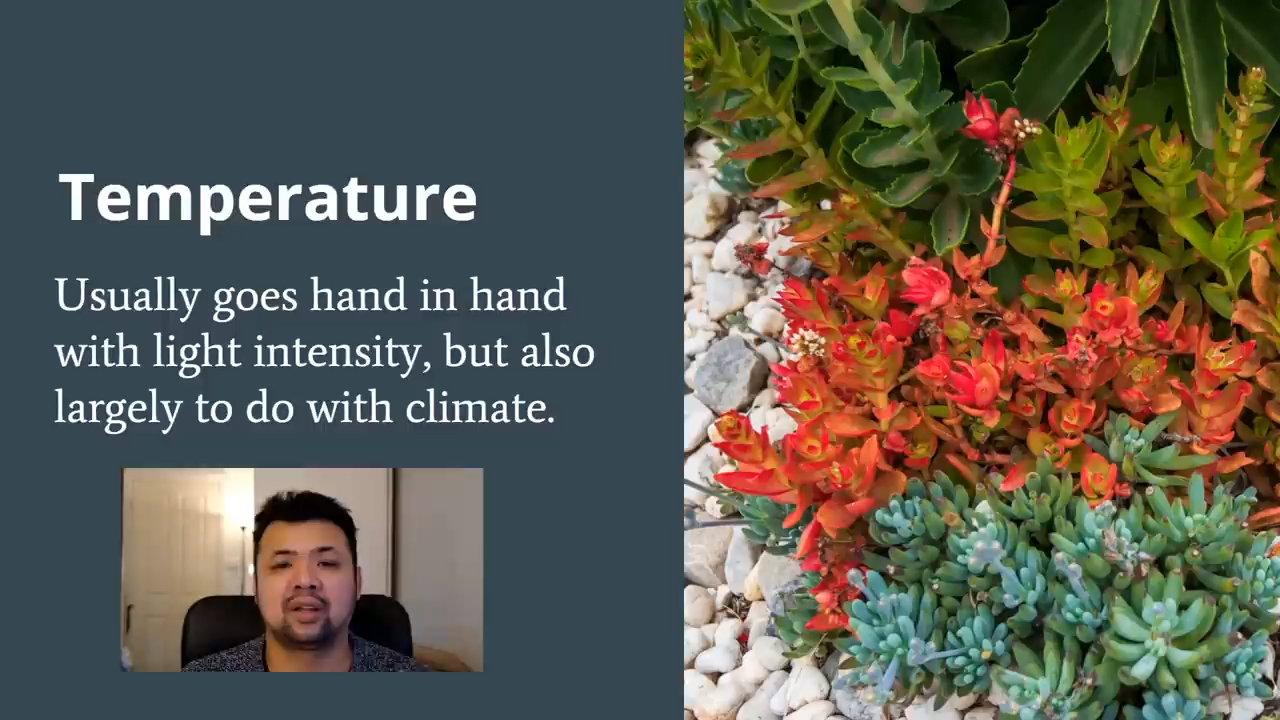 Temperature
Usually goes hand in hand
with light intensity, but also
largely to do with climate.